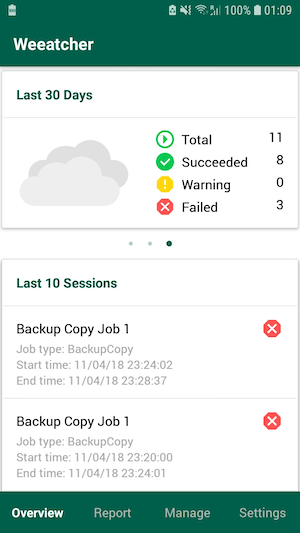 100% 01:09
Weeatcher
Last 30 Days
Total 11
Succeeded 8
Warning 0
Failed 3
Last 10 Sessions
Backup Copy Job 1
Job type: BackupCopy
Start time: 11/04/18 23:24:02
End time: 11/04/18 23:28:37
Backup Copy Job 1
Job type: BackupCopy
Start time: 11/04/18 23:20:00
End time: 11/04/18 23:24:01
Overview Report Manage Settings